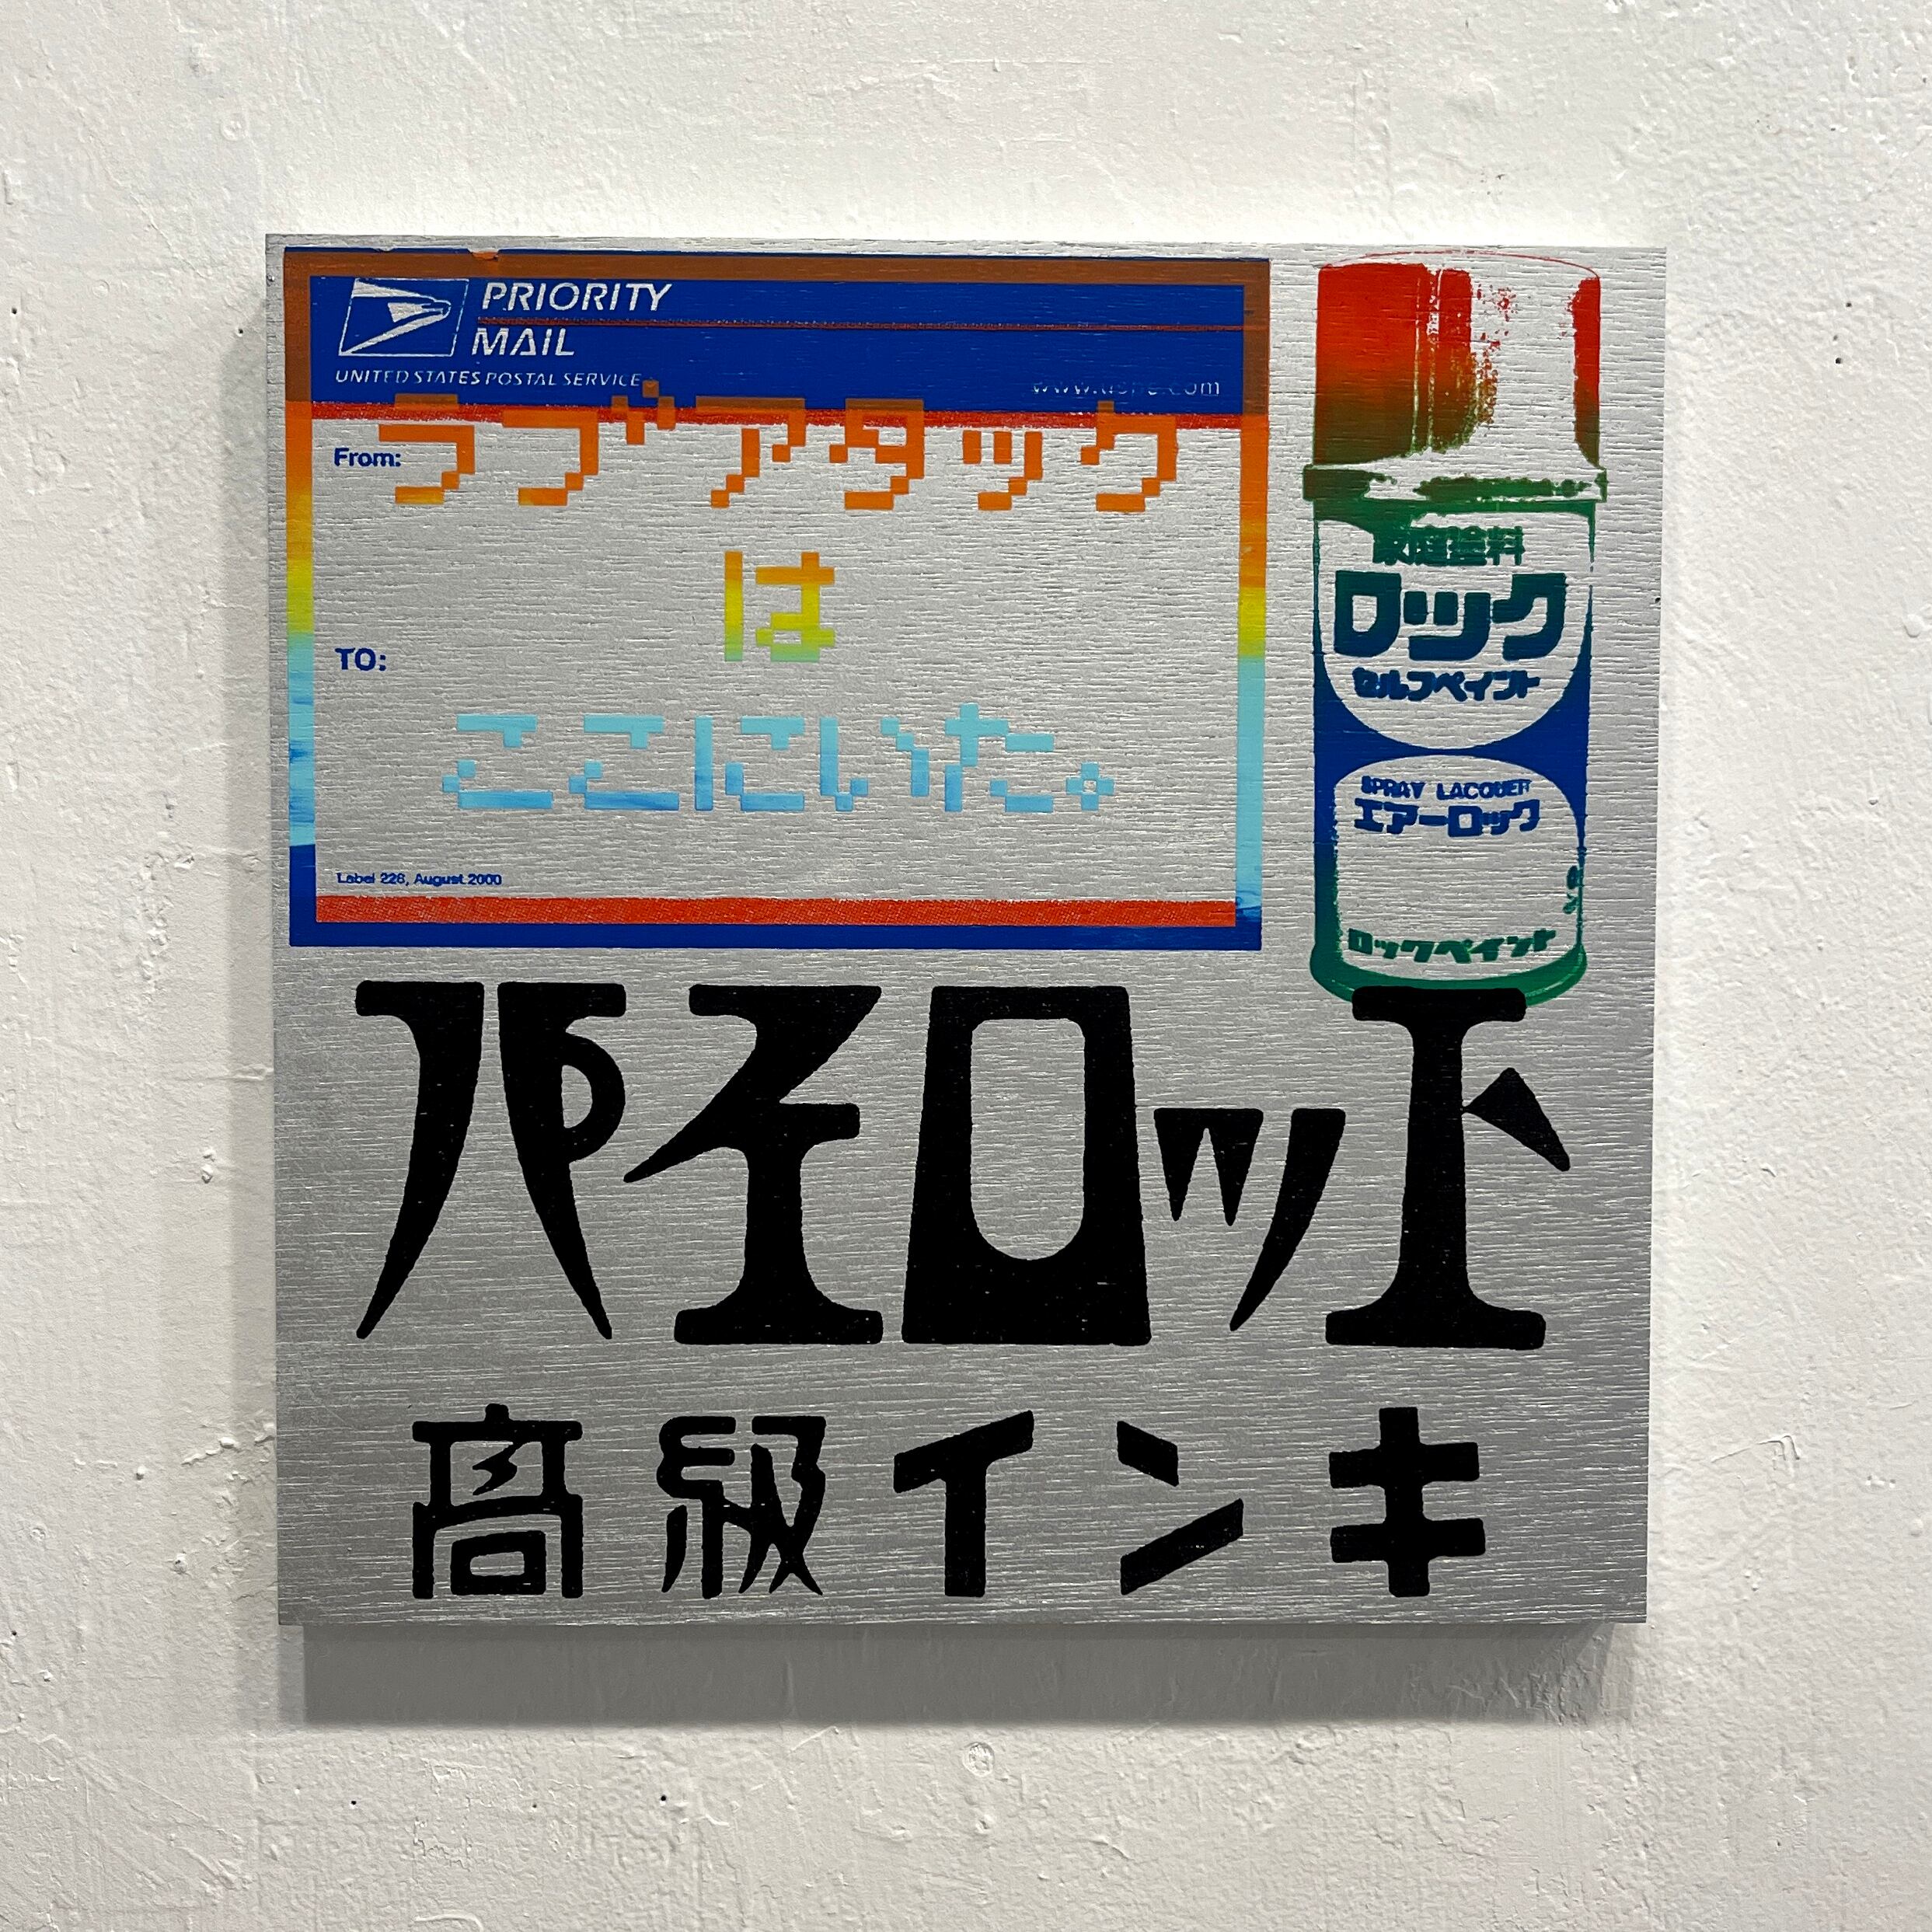 PRIORITY
MAIL
UNITED STATES POSTAL SERVICE
From:
ラブアタック
は
TO:
ここにいた。
Label 228, August 2000
家庭塗料
ロック
セルフペイント
SPRAY LACQUER
エアーロック
ロックペイント
パイロット
高級インキ